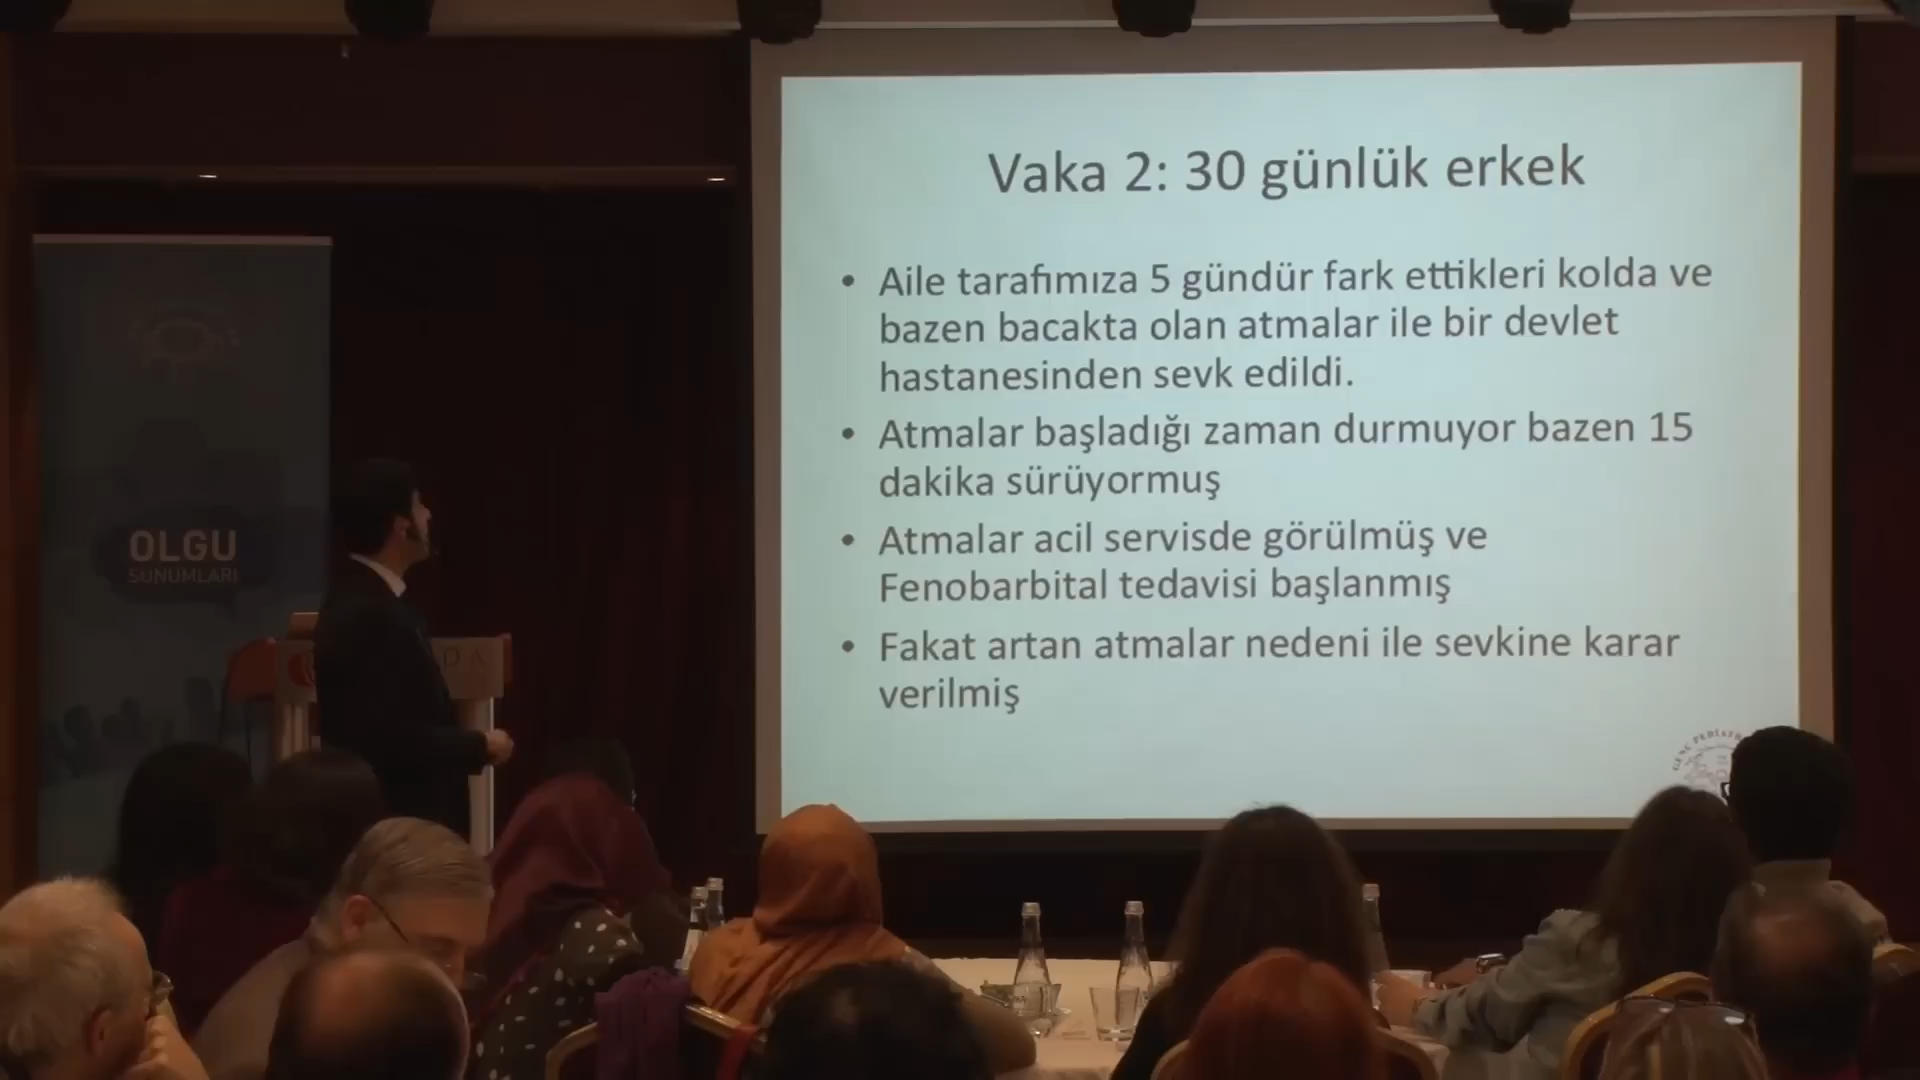 Vaka 2: 30 günlük erkek
• Aile tarafımıza 5 gündür fark ettikleri kolda ve
bazen bacakta olan atmalar ile bir devlet
hastanesinden sevk edildi.
• Atmalar başladığı zaman durmuyor bazen 15
dakika sürüyormuş
• Atmalar acil servisde görülmüş ve
Fenobarbital tedavisi başlanmış
• Fakat artan atmalar nedeni ile sevkine karar
verilmiş
OLGU
SUNUMLARI